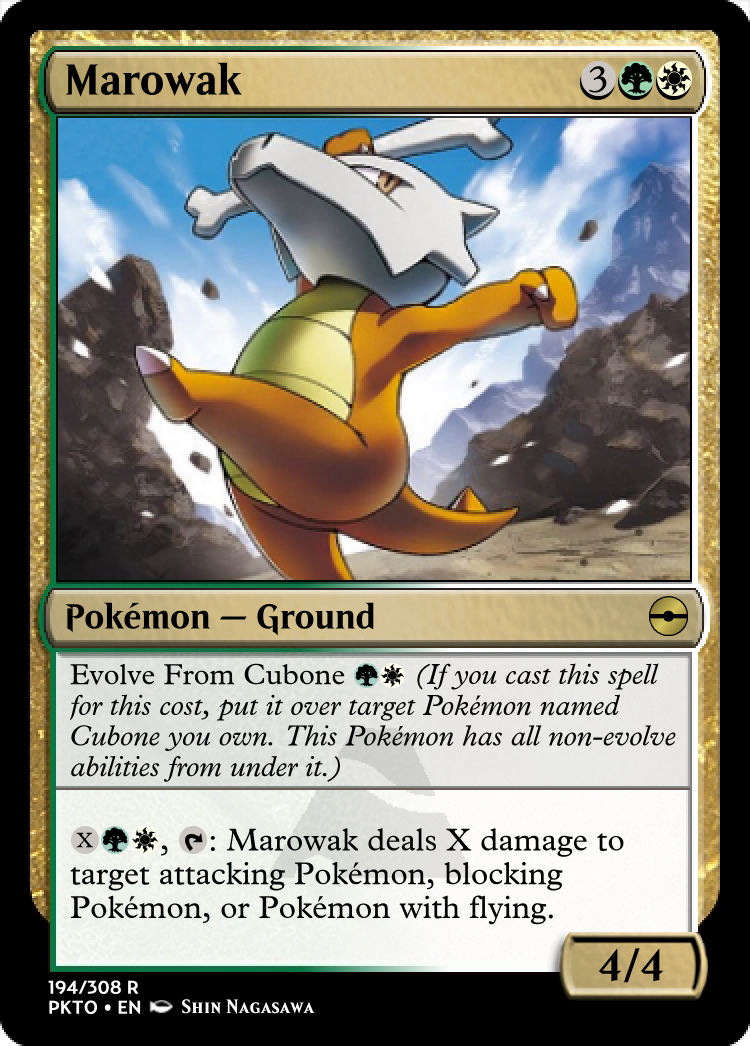 Marowak 3
Pokémon — Ground
Evolve From Cubone (If you cast this spell
for this cost, put it over target Pokémon named
Cubone you own. This Pokémon has all non-evolve
abilities from under it.)
X, : Marowak deals X damage to
target attacking Pokémon, blocking
Pokémon, or Pokémon with flying.
4/4
194/308 R
PKTO • EN Shin Nagasawa